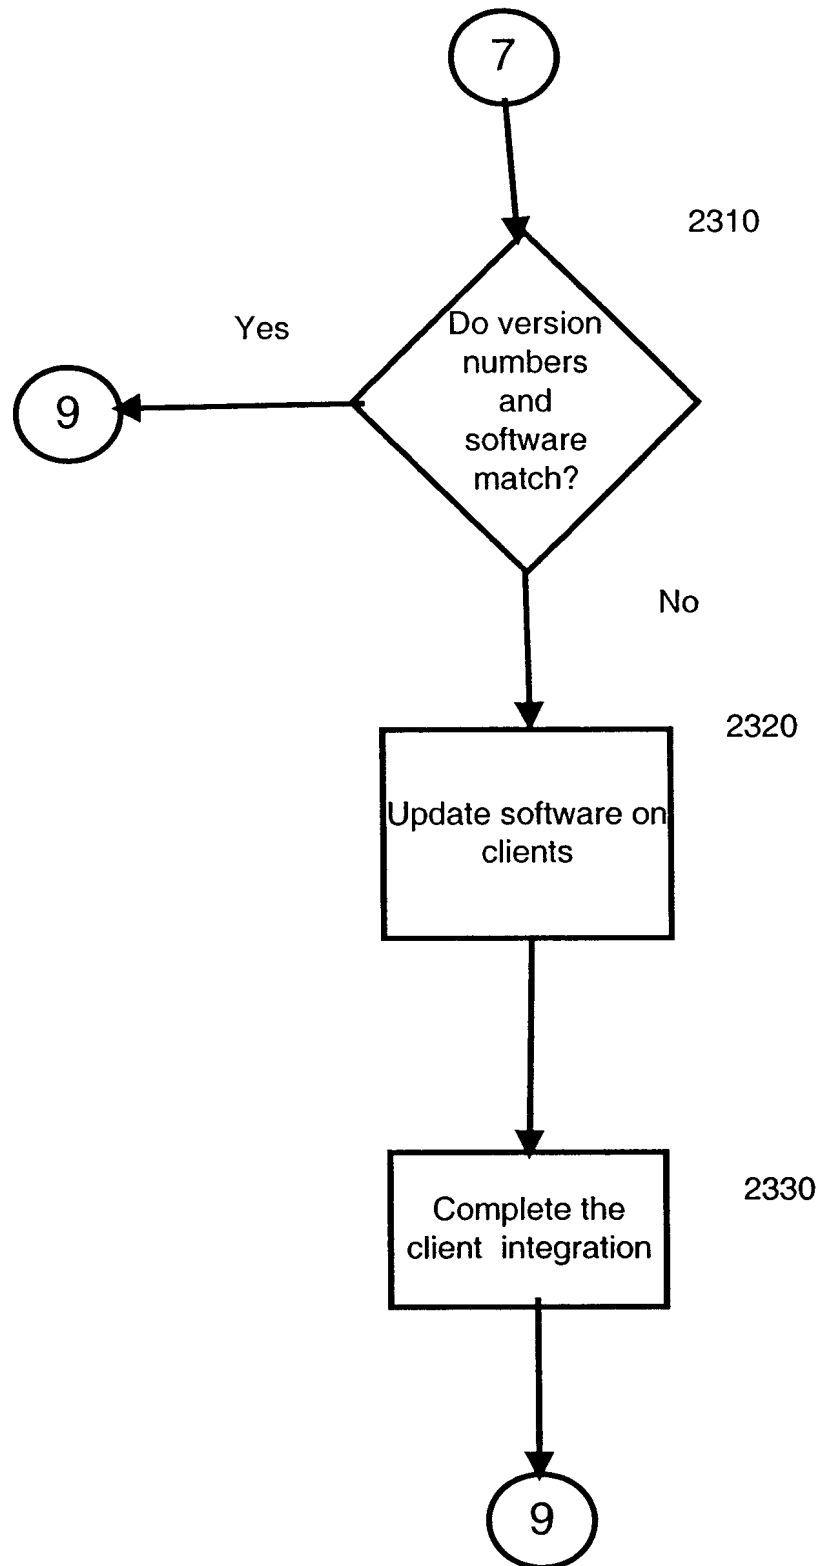 7
2310
Yes
Do version
numbers
and
software
match?
9
No
2320
Update software on
clients
2330
Complete the
client integration
9